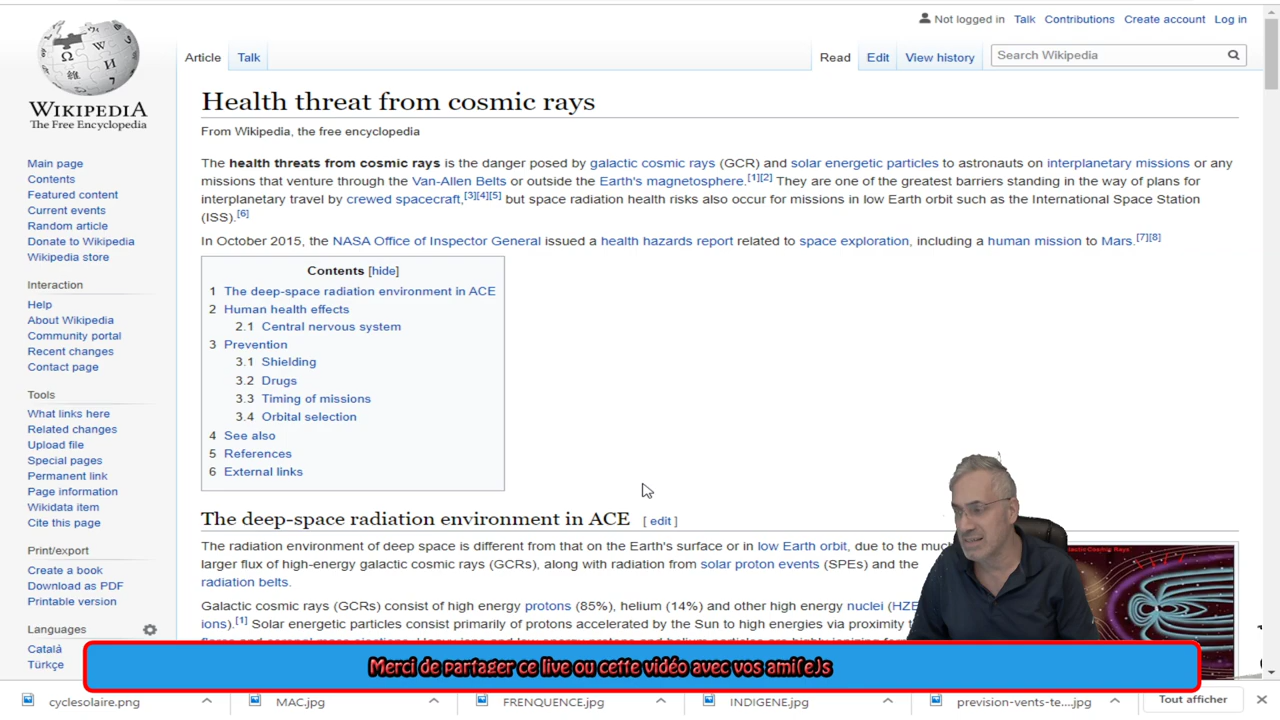 Not logged in Talk Contributions Create account Log in
Article Talk Read Edit View history Search Wikipedia
WIKIPEDIA
The Free Encyclopedia
Main page
Contents
Featured content
Current events
Random article
Donate to Wikipedia
Wikipedia store
Interaction
Help
About Wikipedia
Community portal
Recent changes
Contact page
Tools
What links here
Related changes
Upload file
Special pages
Permanent link
Page information
Wikidata item
Cite this page
Print/export
Create a book
Download as PDF
Printable version
Languages
Català
Türkçe
Health threat from cosmic rays
From Wikipedia, the free encyclopedia
The health threats from cosmic rays is the danger posed by galactic cosmic rays (GCR) and solar energetic particles to astronauts on interplanetary missions or any
missions that venture through the Van-Allen Belts or outside the Earth's magnetosphere.[1][2] They are one of the greatest barriers standing in the way of plans for
interplanetary travel by crewed spacecraft,[3][4][5] but space radiation health risks also occur for missions in low Earth orbit such as the International Space Station
(ISS).[6]
In October 2015, the NASA Office of Inspector General issued a health hazards report related to space exploration, including a human mission to Mars.[7][8]
Contents [hide]
1 The deep-space radiation environment in ACE
2 Human health effects
2.1 Central nervous system
3 Prevention
3.1 Shielding
3.2 Drugs
3.3 Timing of missions
3.4 Orbital selection
4 See also
5 References
6 External links
The deep-space radiation environment in ACE [ edit ]
The radiation environment of deep space is different from that on the Earth's surface or in low Earth orbit, due to the much
larger flux of high-energy galactic cosmic rays (GCRs), along with radiation from solar proton events (SPEs) and the
radiation belts.
Galactic cosmic rays (GCRs) consist of high energy protons (85%), helium (14%) and other high energy nuclei (HZE
ions).[1] Solar energetic particles consist primarily of protons accelerated by the Sun to high energies via proximity
Galactic Cosmic Rays
Merci de partager ce live ou cette vidéo avec vos ami(e)s
cyclesolaire.png MAC.jpg FRENQUENCE.jpg INDIGENE.jpg prevision-vents-te....jpg Tout afficher